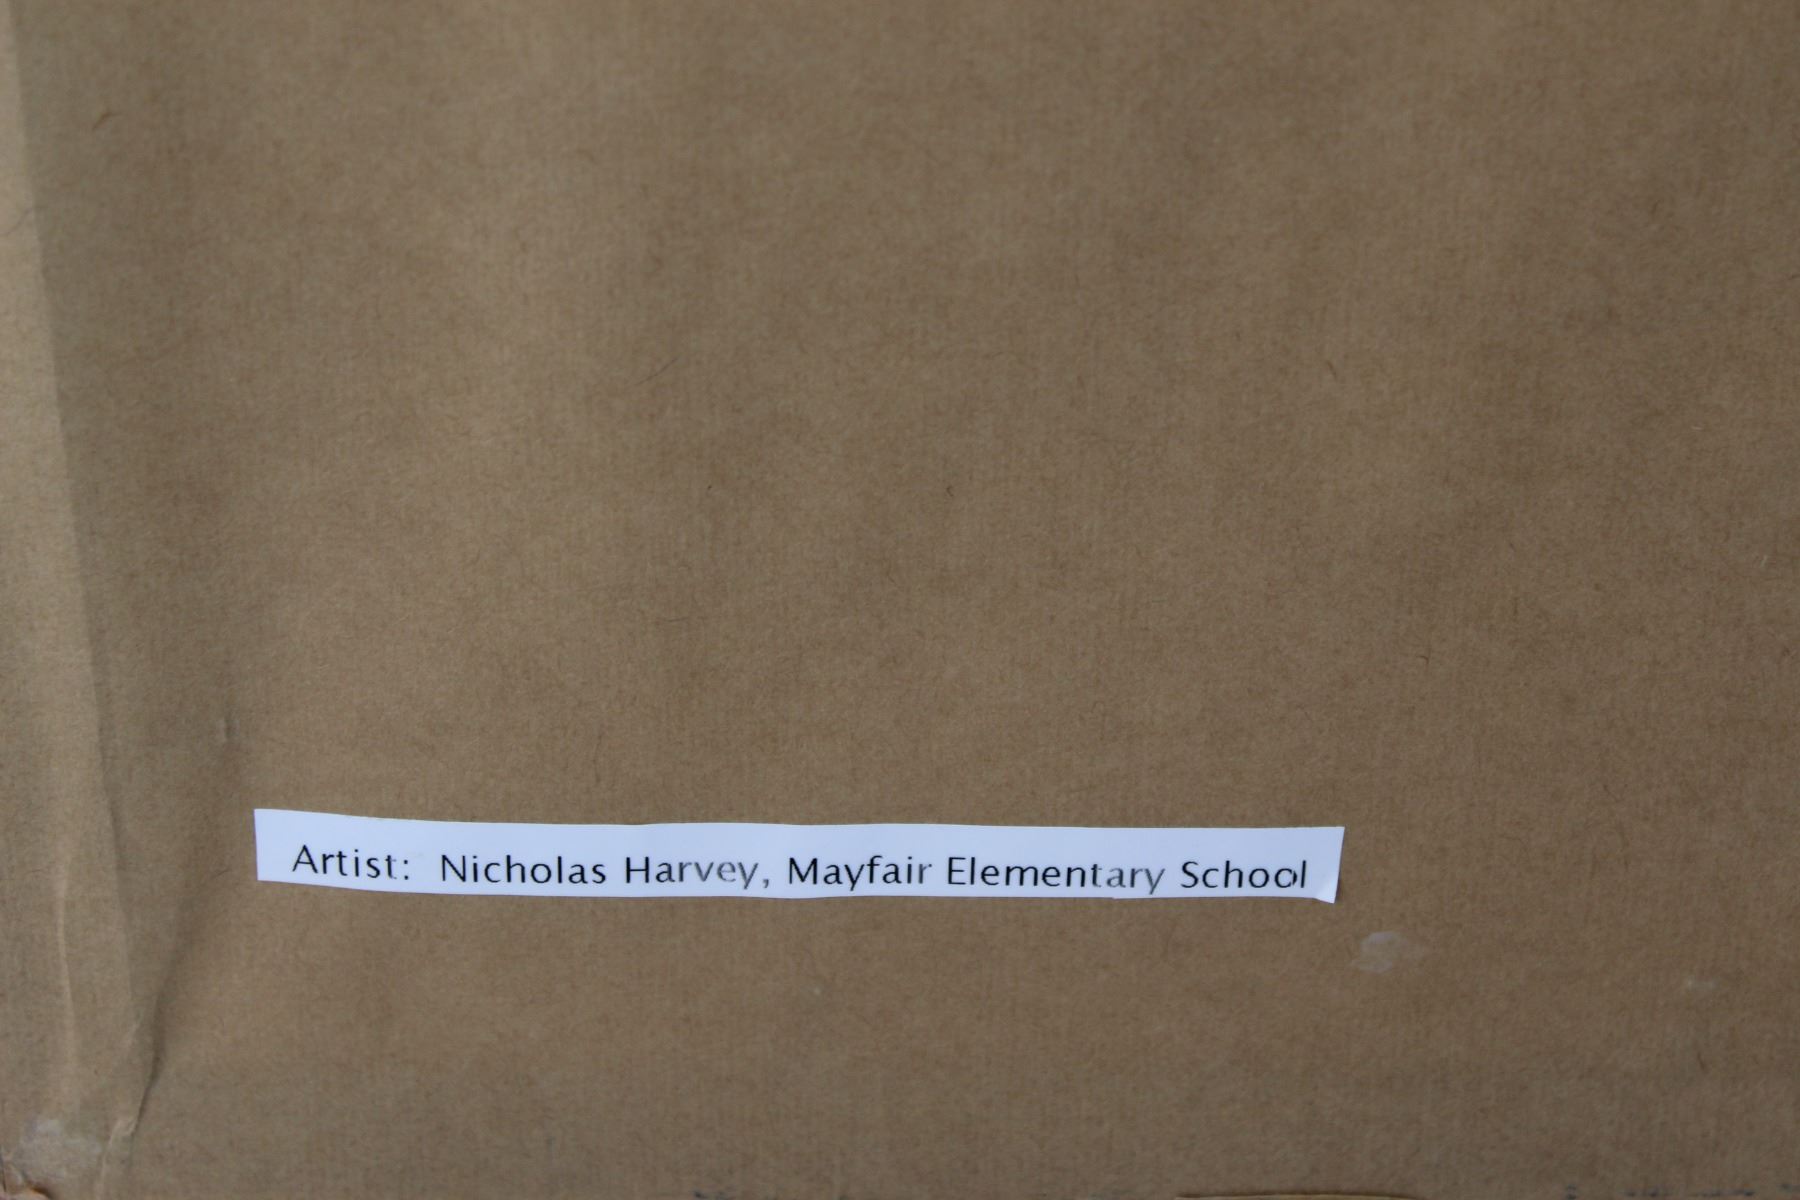 Artist: Nicholas Harvey, Mayfair Elementary School